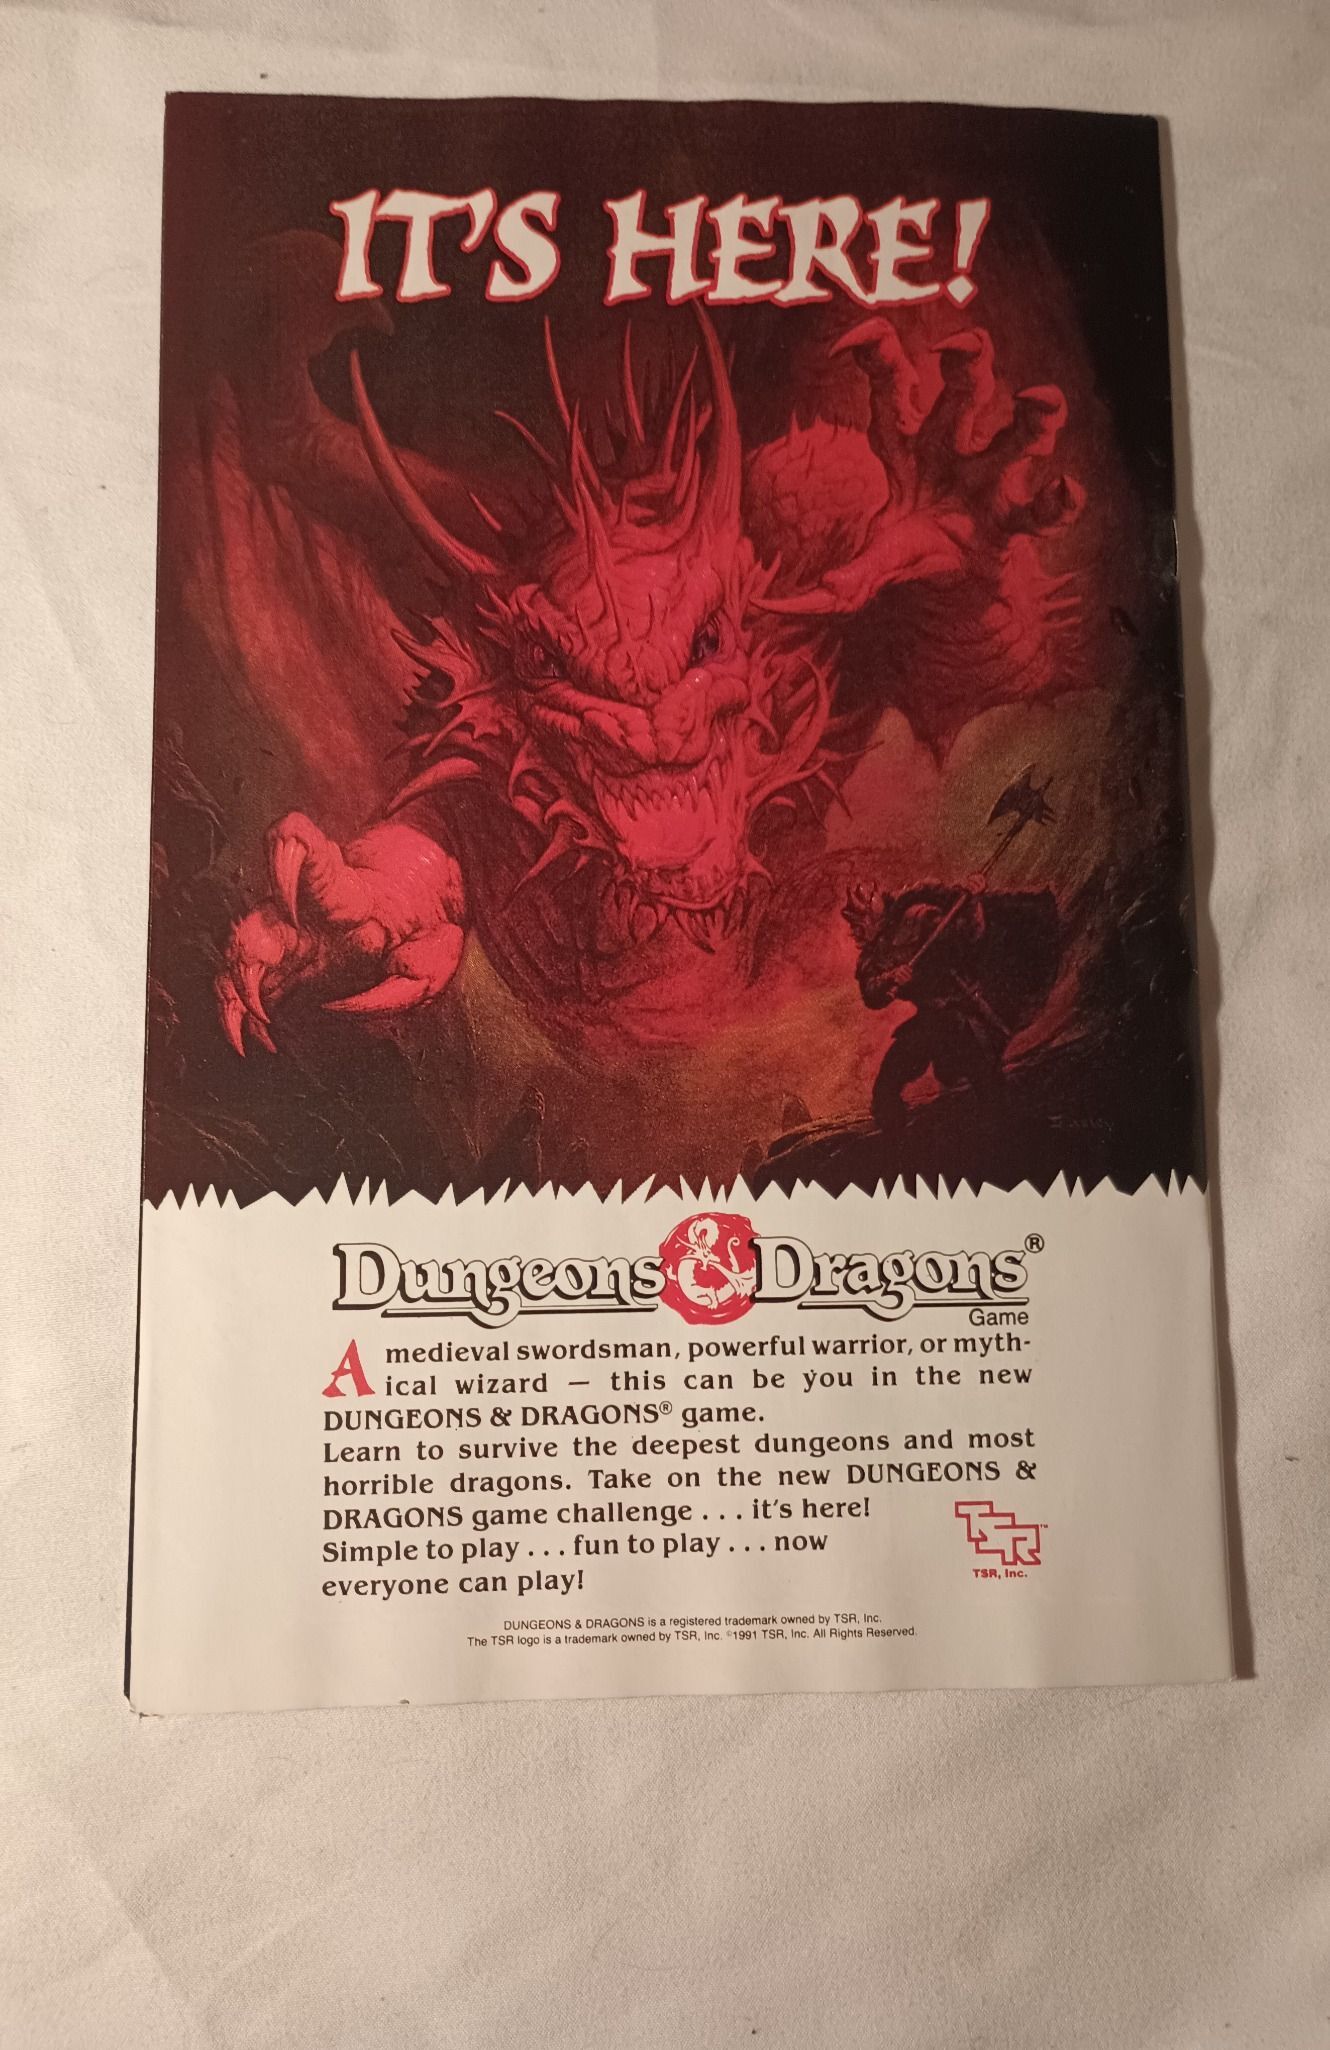 IT'S HERE!
Easley
Dungeons & Dragons®
Game
A medieval swordsman, powerful warrior, or myth-
ical wizard — this can be you in the new
DUNGEONS & DRAGONS® game.
Learn to survive the deepest dungeons and most
horrible dragons. Take on the new DUNGEONS &
DRAGONS game challenge . . . it's here!
Simple to play . . . fun to play . . . now
everyone can play!
TSR™
TSR, Inc.
DUNGEONS & DRAGONS is a registered trademark owned by TSR, Inc.
The TSR logo is a trademark owned by TSR, Inc. ©1991 TSR, Inc. All Rights Reserved.